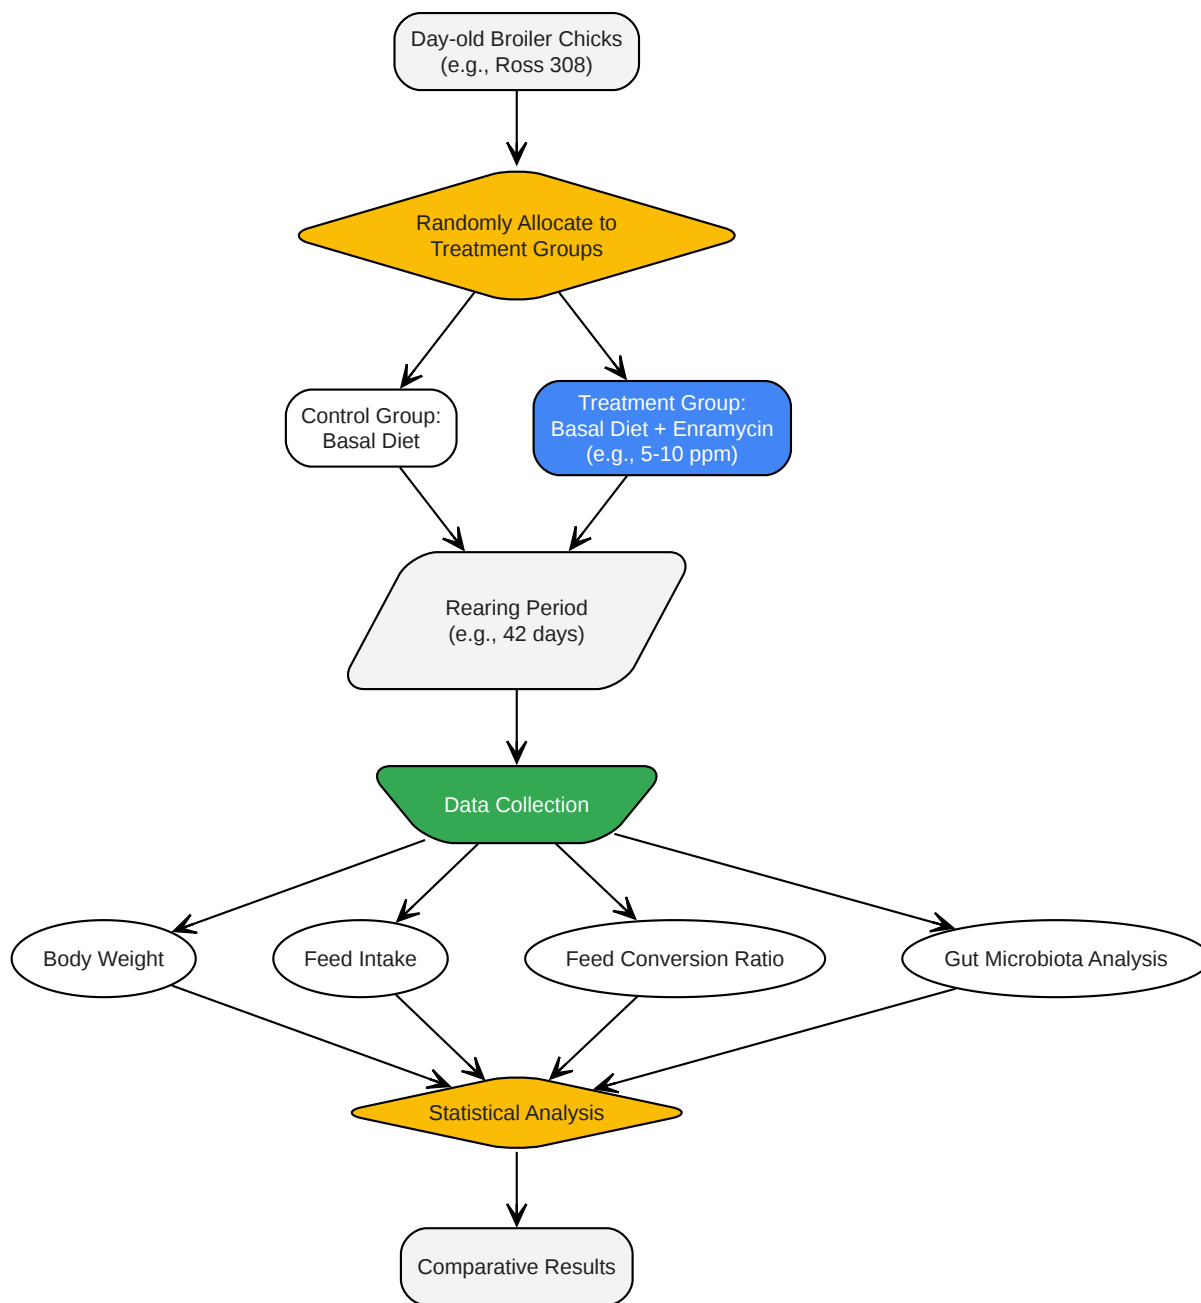 Day-old Broiler Chicks
(e.g., Ross 308)
Randomly Allocate to
Treatment Groups
Control Group:
Basal Diet
Treatment Group:
Basal Diet + Enramycin
(e.g., 5-10 ppm)
Rearing Period
(e.g., 42 days)
Data Collection
Body Weight
Feed Intake
Feed Conversion Ratio
Gut Microbiota Analysis
Statistical Analysis
Comparative Results